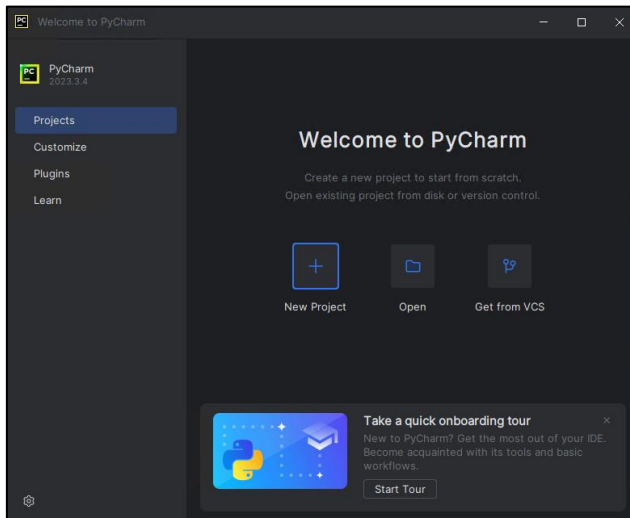 PC
Welcome to PyCharm
PC
PyCharm
2023.3.4
Projects
Customize
Plugins
Learn
Welcome to PyCharm
Create a new project to start from scratch.
Open existing project from disk or version control.
New Project
Open
Get from VCS
Take a quick onboarding tour
New to PyCharm? Get the most out of your IDE.
Become acquainted with its tools and basic
workflows.
Start Tour